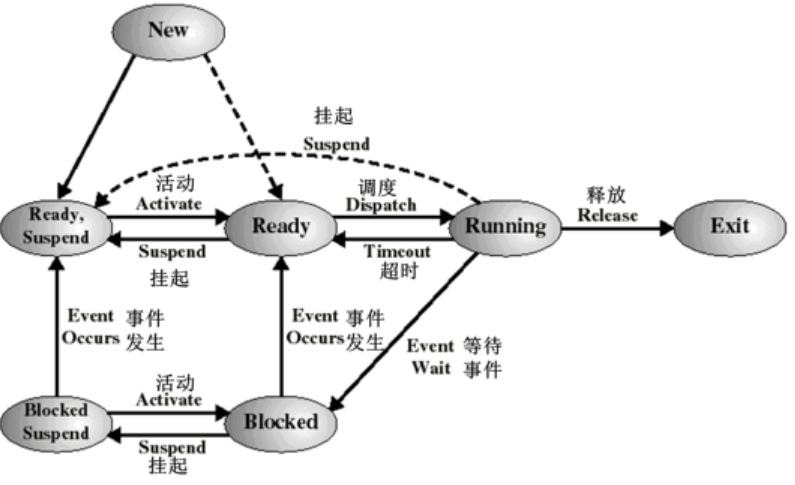 New
挂起
Suspend
活动
Activate
调度
Dispatch
释放
Release
Ready,
Suspend
Ready
Running
Exit
Suspend
挂起
Timeout
超时
Event 事件
Occurs 发生
Event 事件
Occurs 发生
Event 等待
Wait 事件
活动
Activate
Blocked
Suspend
Blocked
Suspend
挂起